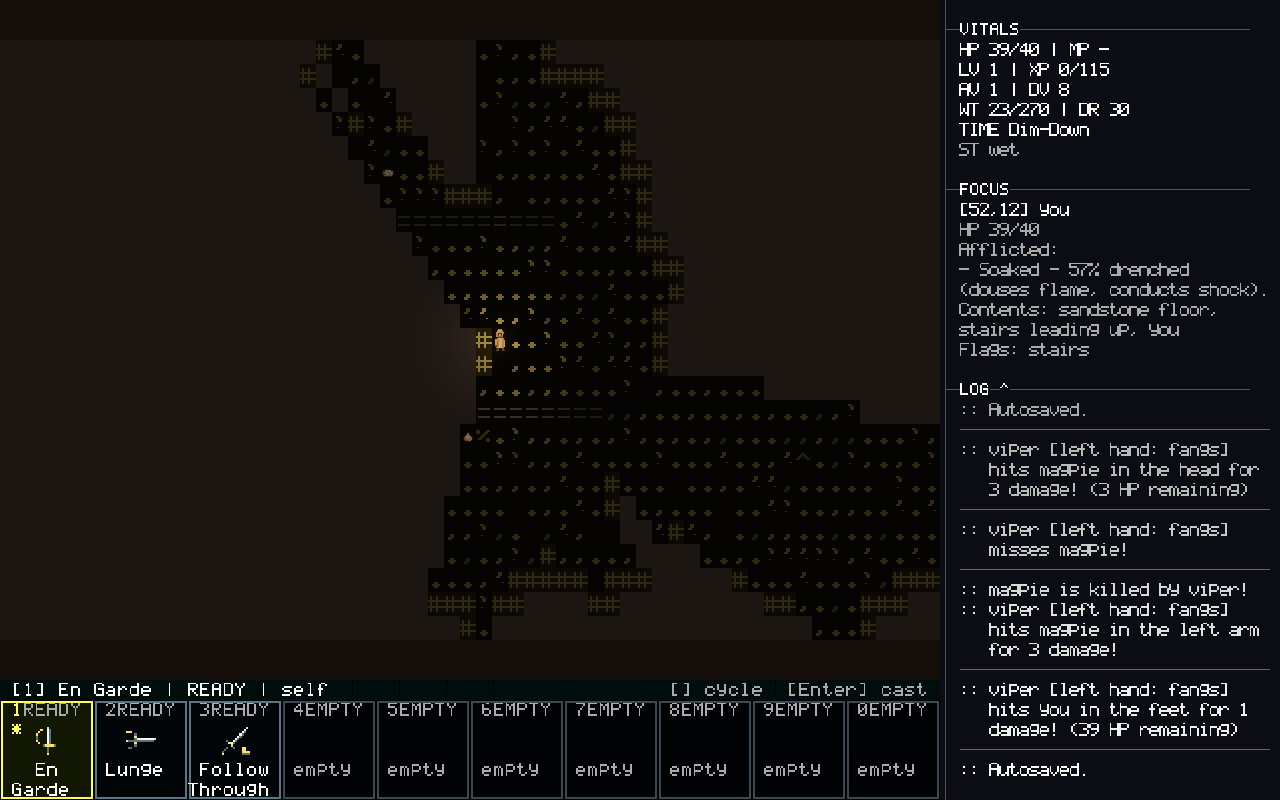 VITALS
HP 39/40 | MP -
LV 1 | XP 0/115
AV 1 | DV 8
WT 23/270 | DR 30
TIME Dim-Down
ST wet
FOCUS
[52,12] You
HP 39/40
Afflicted:
- Soaked - 57% drenched
(douses flame, conducts shock).
Contents: sandstone floor,
stairs leading up, You
Flags: stairs
LOG ^
:: Autosaved.
:: viper [left hand: fangs]
hits magpie in the head for
3 damage! (3 HP remaining)
:: viper [left hand: fangs]
misses magpie!
:: magpie is killed by viper!
:: viper [left hand: fangs]
hits magpie in the left arm
for 3 damage!
:: viper [left hand: fangs]
hits You in the feet for 1
damage! (39 HP remaining)
:: Autosaved.
[1] En Garde | READY | self
[] cycle [Enter] cast
1READY
* En
Garde
2READY
Lunge
3READY
Follow
Through
4EMPTY
empty
5EMPTY
empty
6EMPTY
empty
7EMPTY
empty
8EMPTY
empty
9EMPTY
empty
0EMPTY
empty